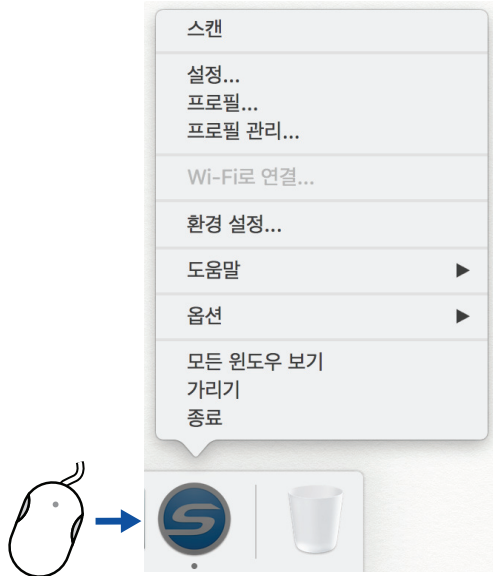 스캔
설정...
프로필...
프로필 관리...
Wi-Fi로 연결...
환경 설정...
도움말
옵션
모든 윈도우 보기
가리기
종료